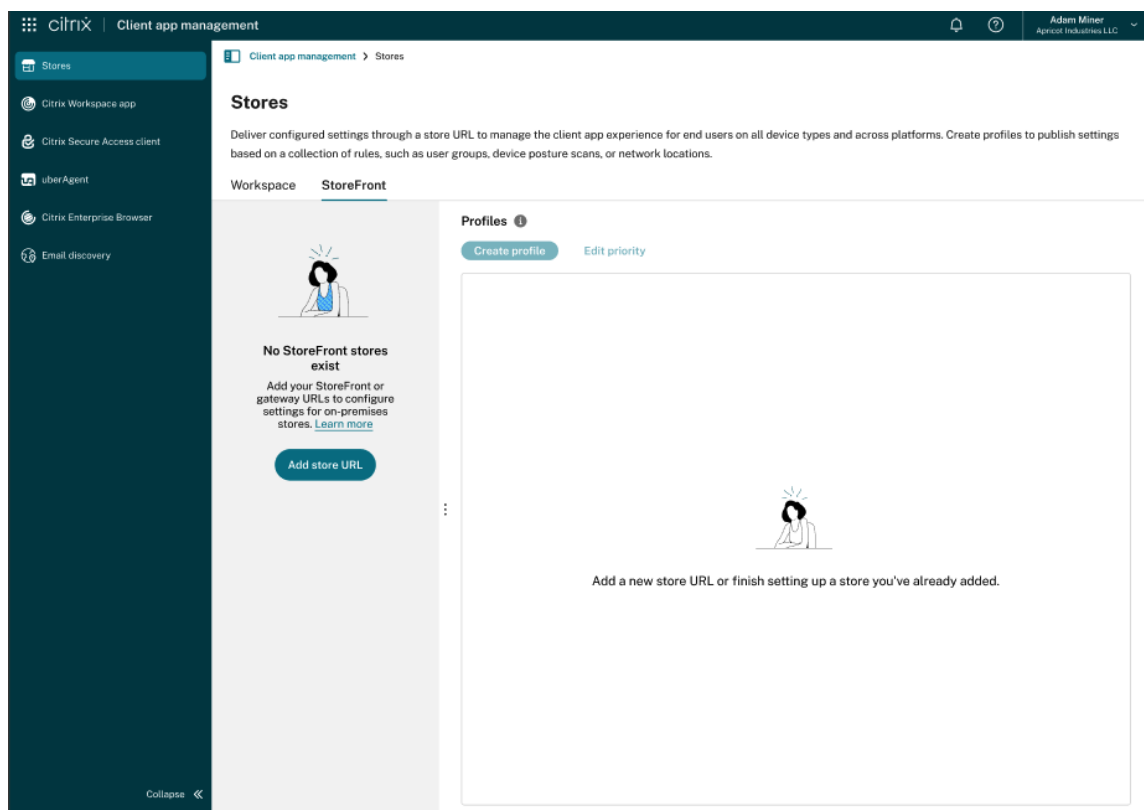 citrix | Client app management
Adam Miner
Apricot Industries LLC
Stores
Citrix Workspace app
Citrix Secure Access client
uberAgent
Citrix Enterprise Browser
Email discovery
Collapse
Client app management > Stores
Stores
Deliver configured settings through a store URL to manage the client app experience for end users on all device types and across platforms. Create profiles to publish settings
based on a collection of rules, such as user groups, device posture scans, or network locations.
Workspace StoreFront
No StoreFront stores
exist
Add your StoreFront or
gateway URLs to configure
settings for on-premises
stores. Learn more
Add store URL
Profiles
Create profile Edit priority
Add a new store URL or finish setting up a store you've already added.